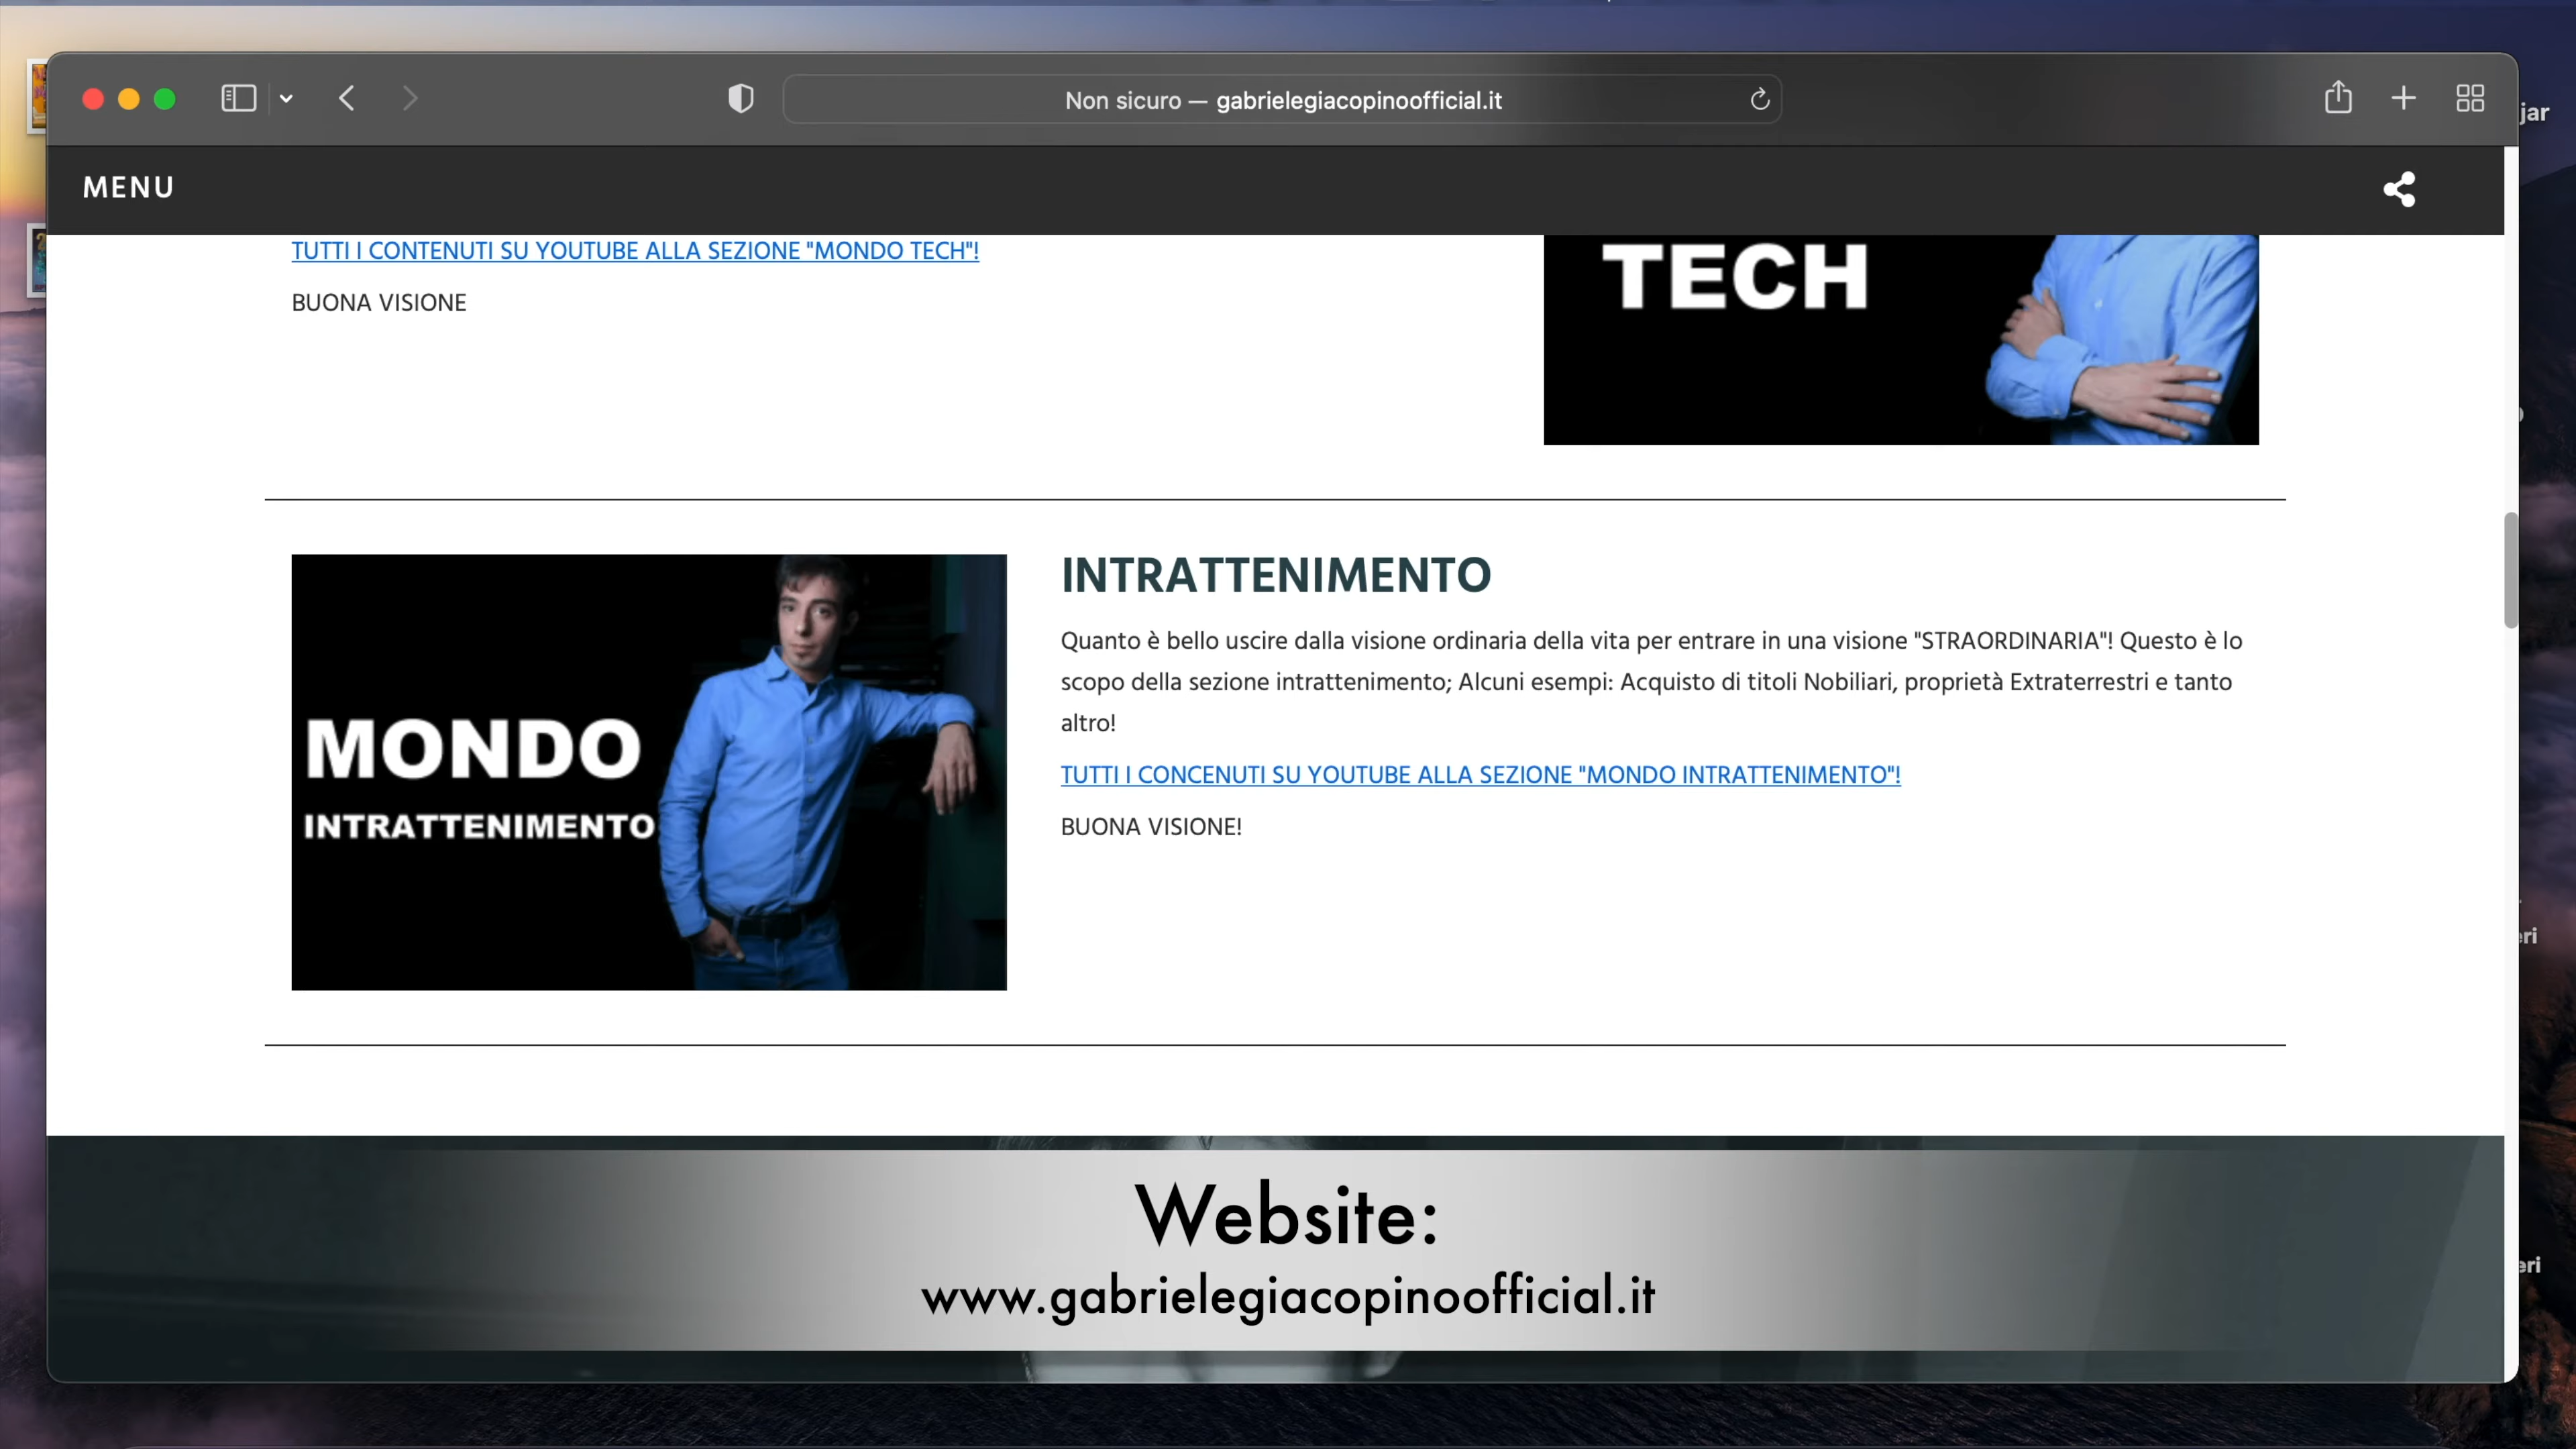 jar
Non sicuro — gabrielegiacopinoofficial.it
MENU
TUTTI I CONTENUTI SU YOUTUBE ALLA SEZIONE "MONDO TECH"!
BUONA VISIONE
TECH
INTRATTENIMENTO
Quanto è bello uscire dalla visione ordinaria della vita per entrare in una visione "STRAORDINARIA"! Questo è lo
scopo della sezione intrattenimento; Alcuni esempi: Acquisto di titoli Nobiliari, proprietà Extraterrestri e tanto
altro!
TUTTI I CONCENUTI SU YOUTUBE ALLA SEZIONE "MONDO INTRATTENIMENTO"!
BUONA VISIONE!
MONDO
INTRATTENIMENTO
Website:
www.gabrielegiacopinoofficial.it